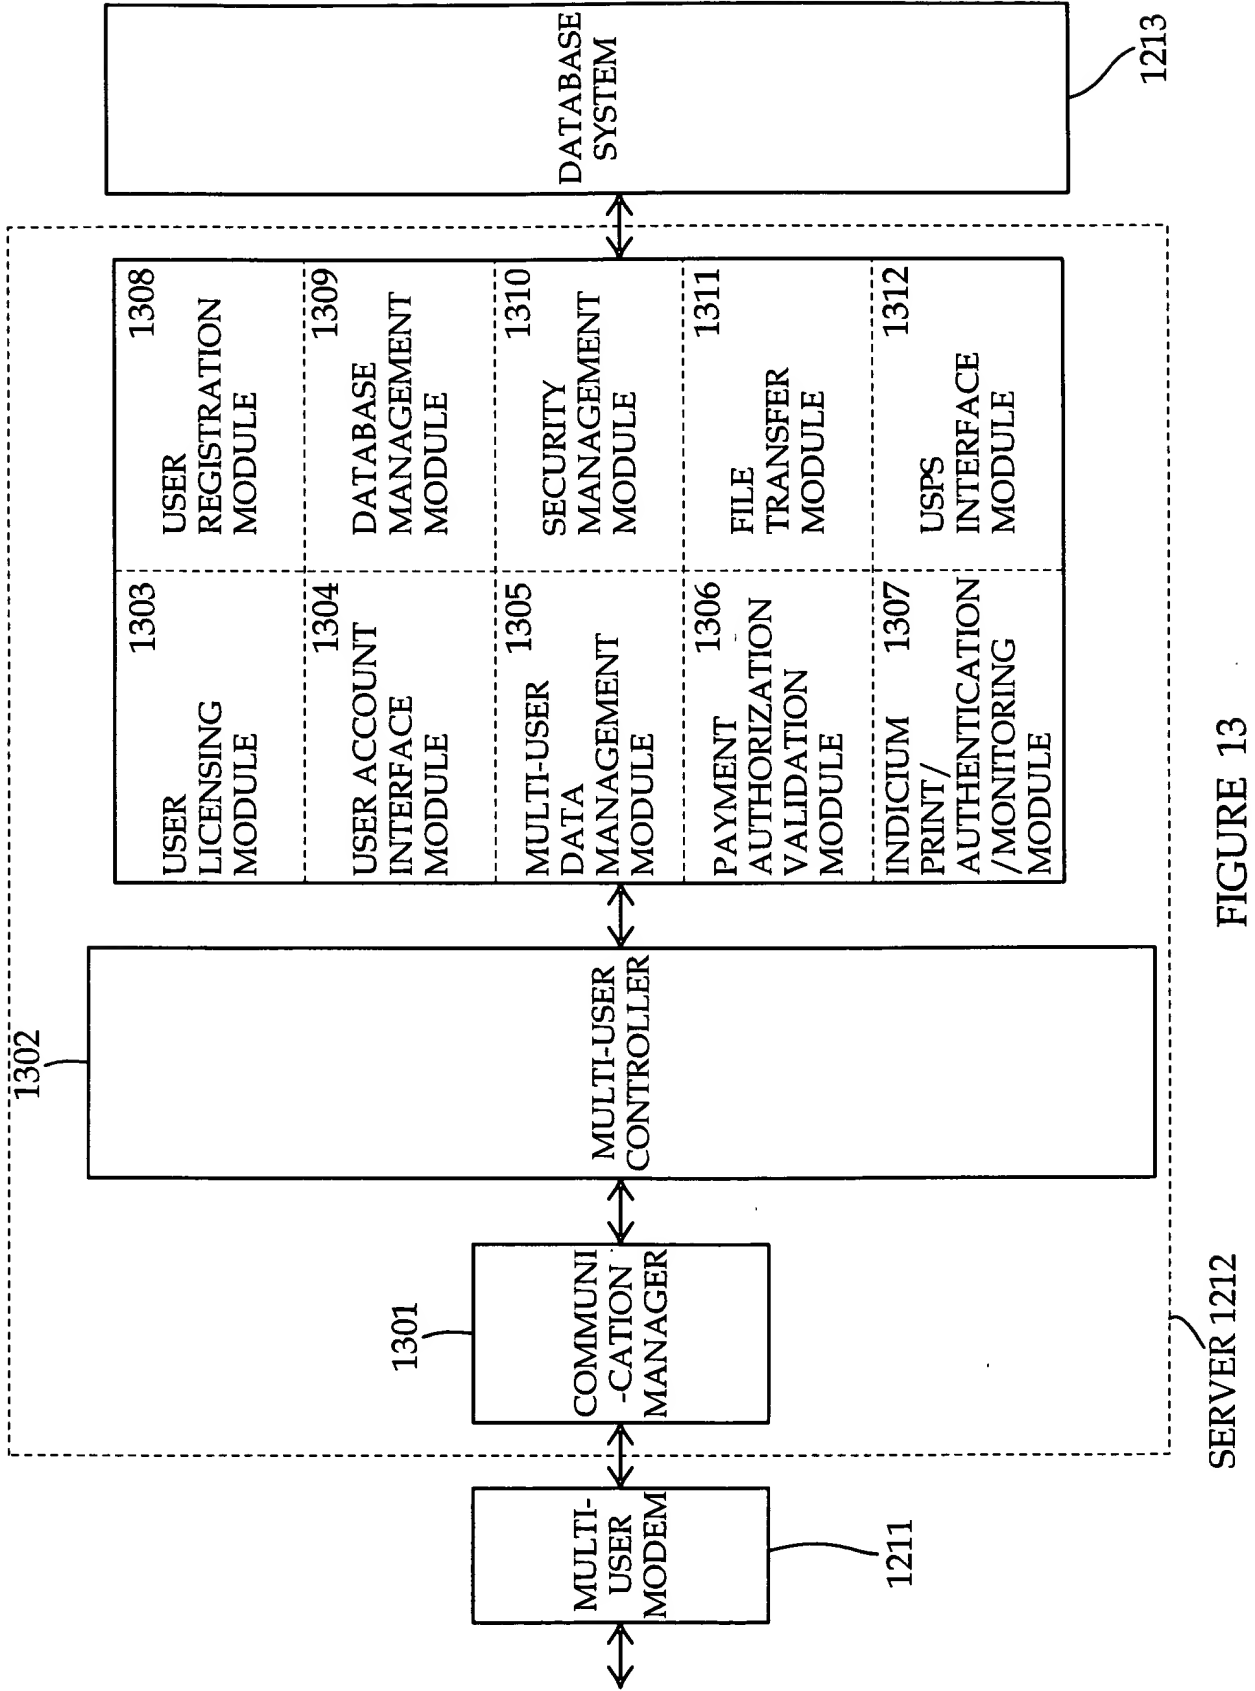 1302
1301
MULTI-
USER
MODEM
1211
COMMUNI
-CATION
MANAGER
MULTI-USER
CONTROLLER
USER
LICENSING
MODULE
1303
USER ACCOUNT
INTERFACE
MODULE
1304
MULTI-USER
DATA
MANAGEMENT
MODULE
1305
PAYMENT
AUTHORIZATION
VALIDATION
MODULE
1306
INDICIUM
PRINT/
AUTHENTICATION
/MONITORING
MODULE
1307
USER
REGISTRATION
MODULE
1308
DATABASE
MANAGEMENT
MODULE
1309
SECURITY
MANAGEMENT
MODULE
1310
FILE
TRANSFER
MODULE
1311
USPS
INTERFACE
MODULE
1312
DATABASE
SYSTEM
1213
SERVER 1212
FIGURE 13